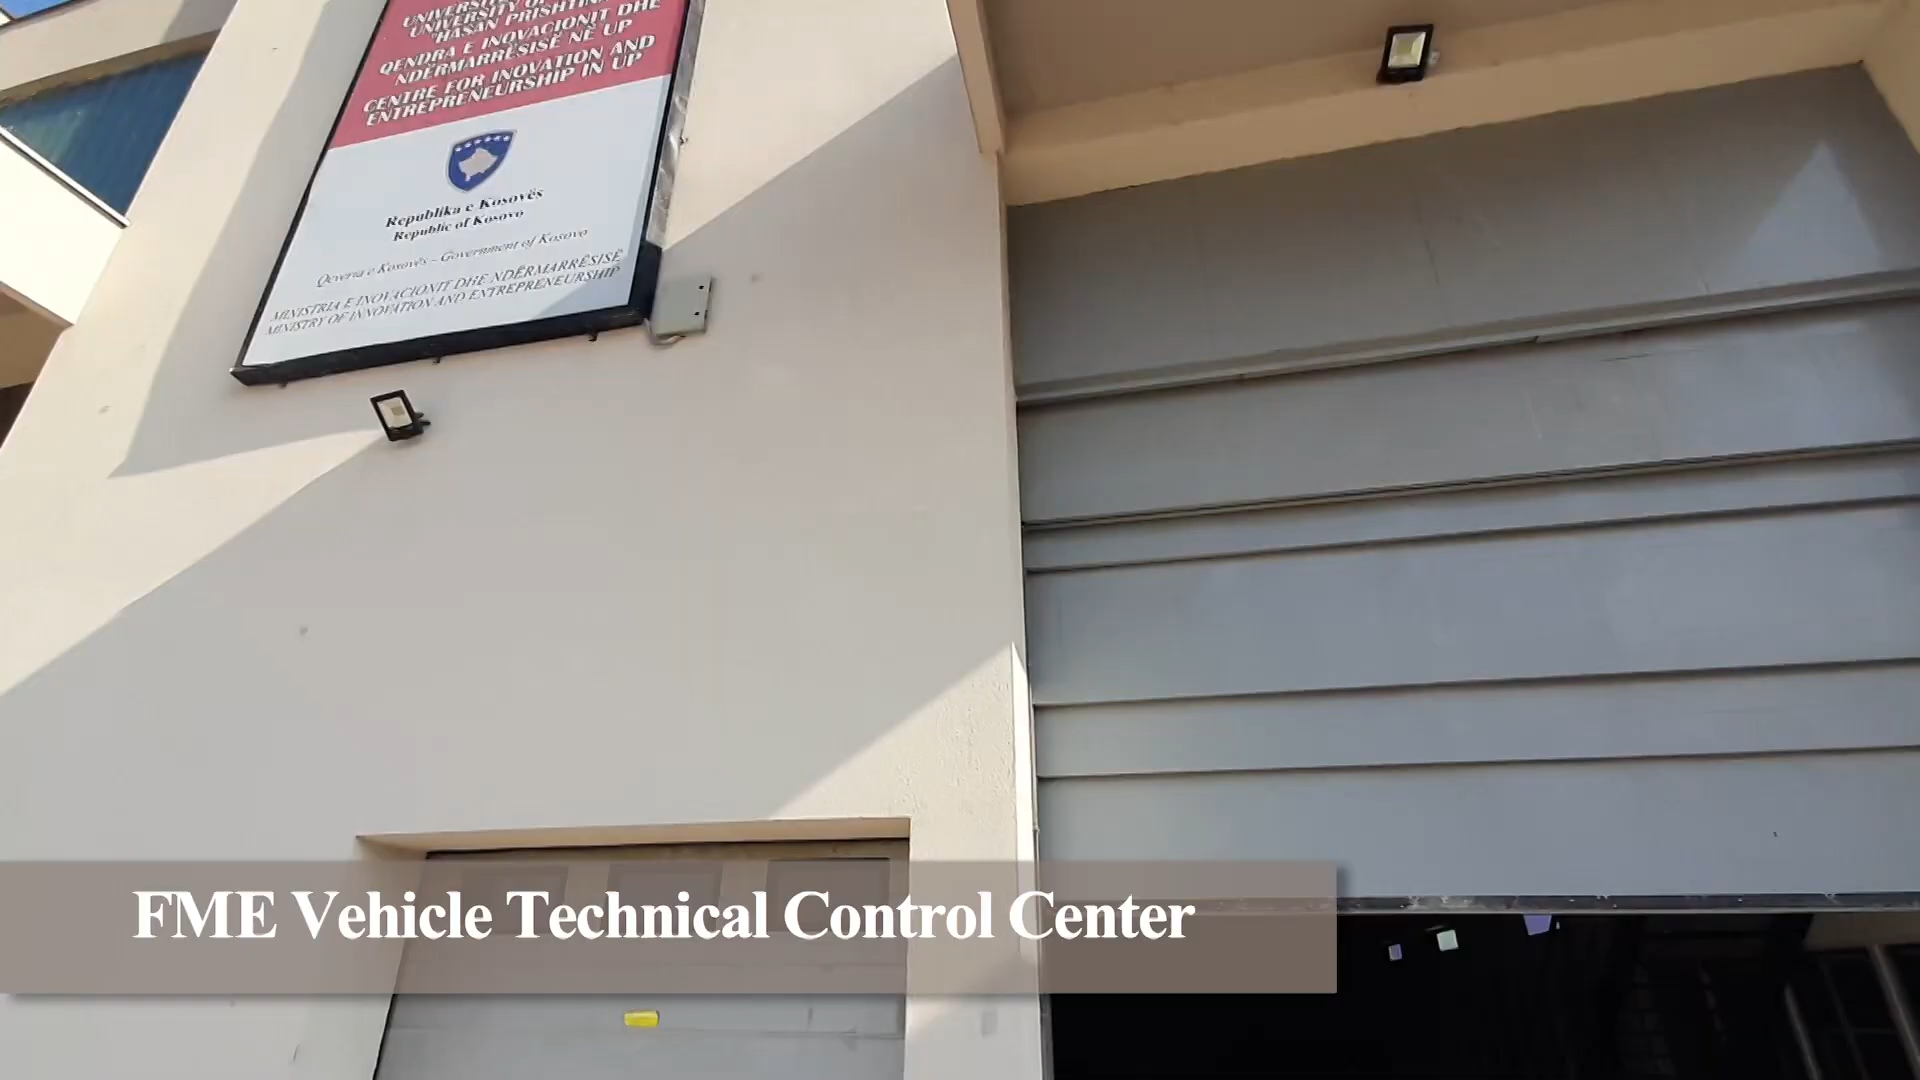 UNIVERSITY OF
"HASAN PRISHTINA
QENDRA E INOVACIONIT DHE
NDËRMARRËSISË NË UP
CENTRE FOR INOVATION AND
ENTREPRENEURSHIP IN UP
Republika e Kosovës
Republic of Kosovo
Qeveria e Kosovës - Government of Kosovo
MINISTRIA E INOVACIONIT DHE NDËRMARRËSISË
MINISTRY OF INNOVATION AND ENTREPRENEURSHIP
FME Vehicle Technical Control Center